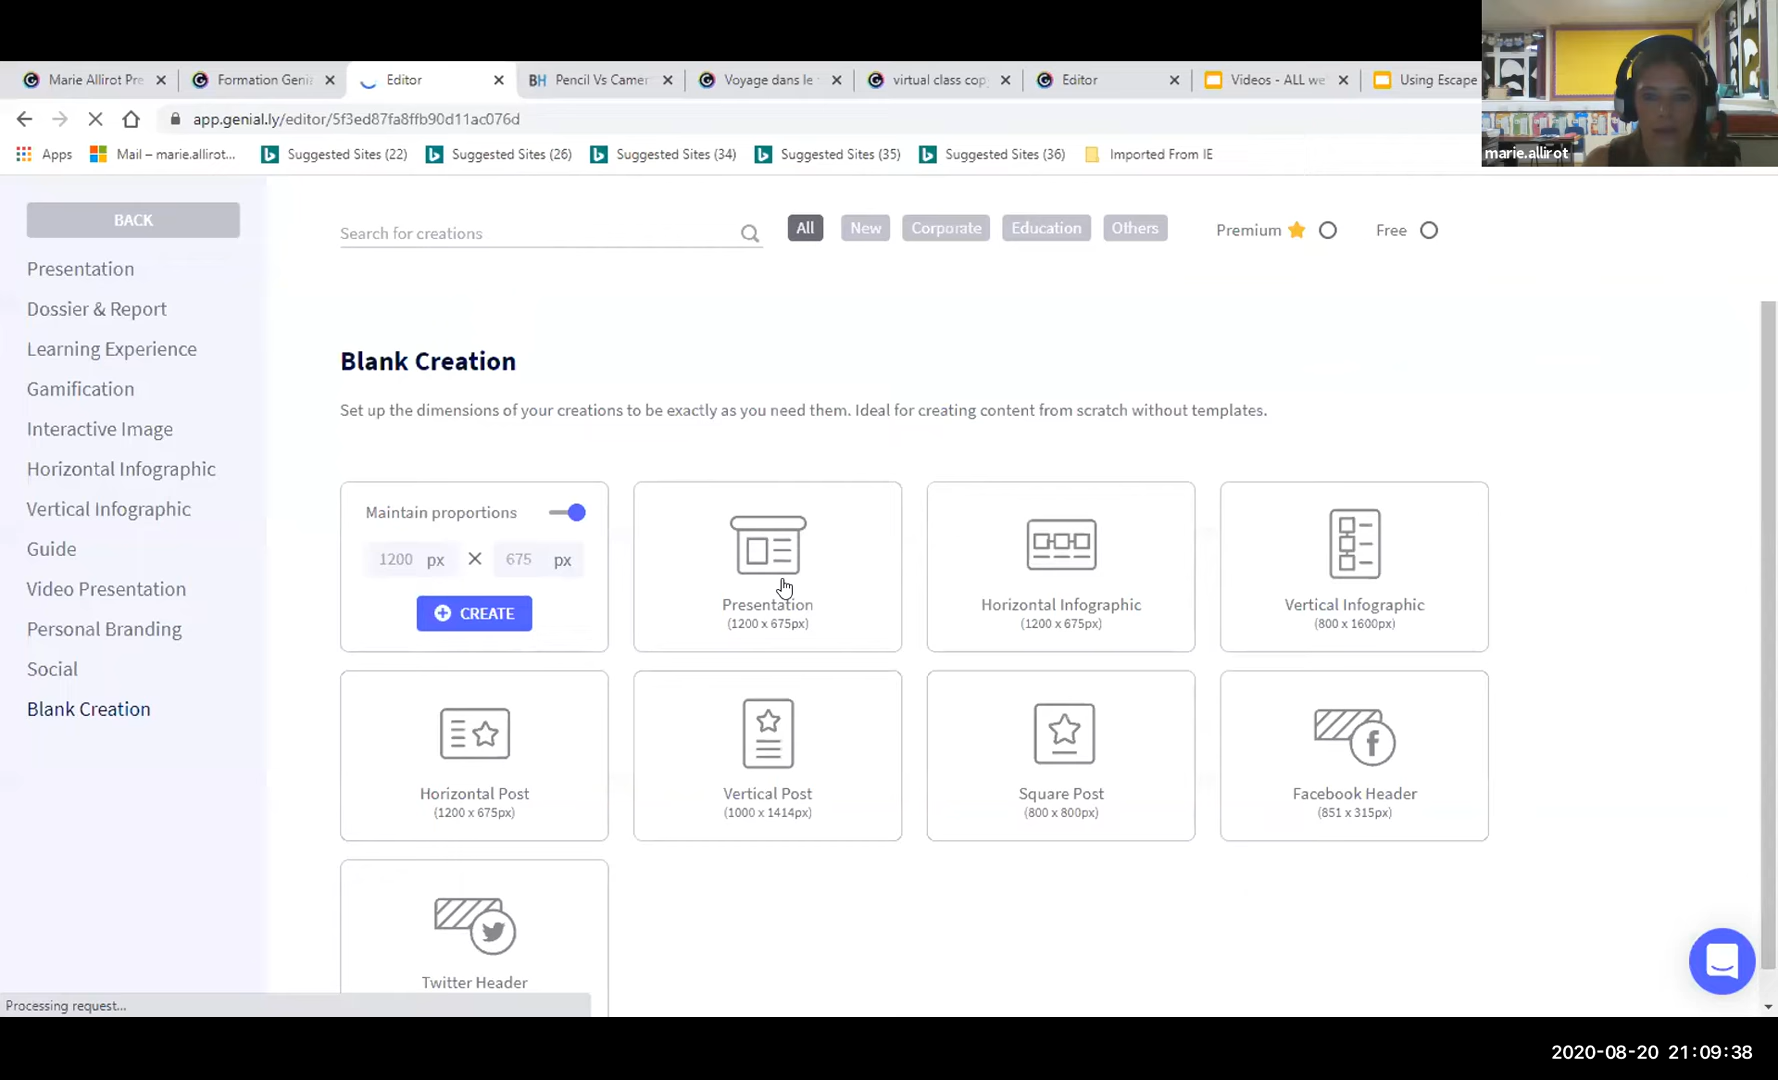 Marie Allirot Pre
Formation Geni
Editor
BH Pencil Vs Camer
Voyage dans le
virtual class cop
Editor
Videos - ALL we
Using Escape
app.genial.ly/editor/5f3ed87fa8ffb90d11ac076d
Apps
Mail – marie.allirot...
Suggested Sites (22)
Suggested Sites (26)
Suggested Sites (34)
Suggested Sites (35)
Suggested Sites (36)
Imported From IE
marie.allirot
BACK
Presentation
Dossier & Report
Learning Experience
Gamification
Interactive Image
Horizontal Infographic
Vertical Infographic
Guide
Video Presentation
Personal Branding
Social
Blank Creation
Search for creations
All
New
Corporate
Education
Others
Premium
Free
Blank Creation
Set up the dimensions of your creations to be exactly as you need them. Ideal for creating content from scratch without templates.
Maintain proportions
1200 px × 675 px
CREATE
Presentation
(1200 x 675px)
Horizontal Infographic
(1200 x 675px)
Vertical Infographic
(800 x 1600px)
Horizontal Post
(1200 x 675px)
Vertical Post
(1000 x 1414px)
Square Post
(800 x 800px)
Facebook Header
(851 x 315px)
Twitter Header
Processing request...
2020-08-20 21:09:38